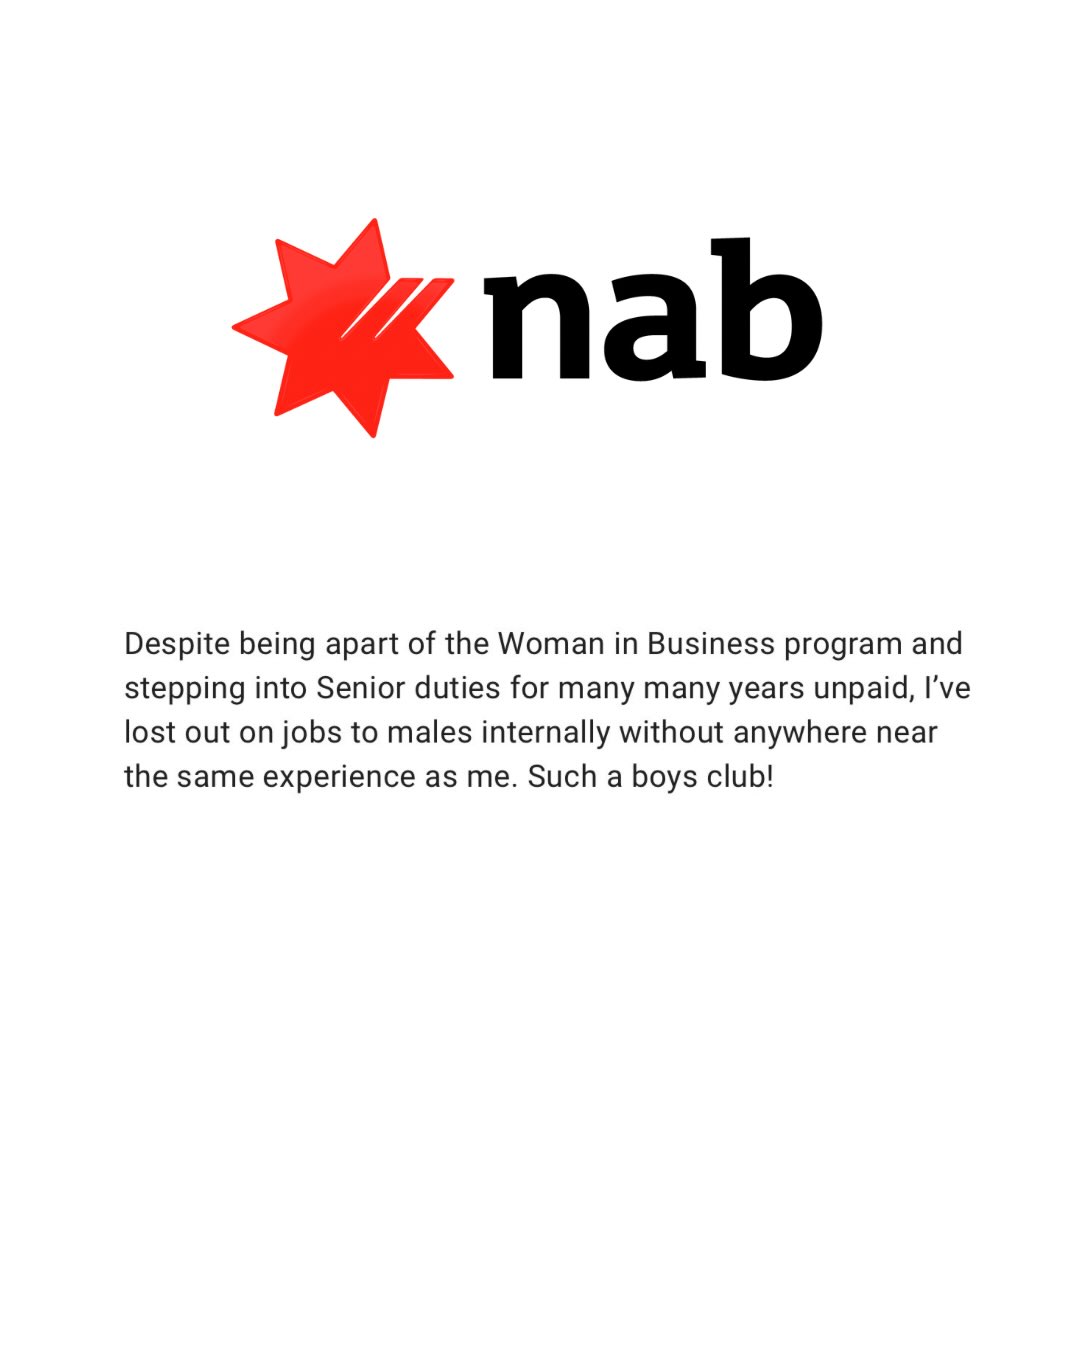 nab
Despite being apart of the Woman in Business program and
stepping into Senior duties for many many years unpaid, I’ve
lost out on jobs to males internally without anywhere near
the same experience as me. Such a boys club!